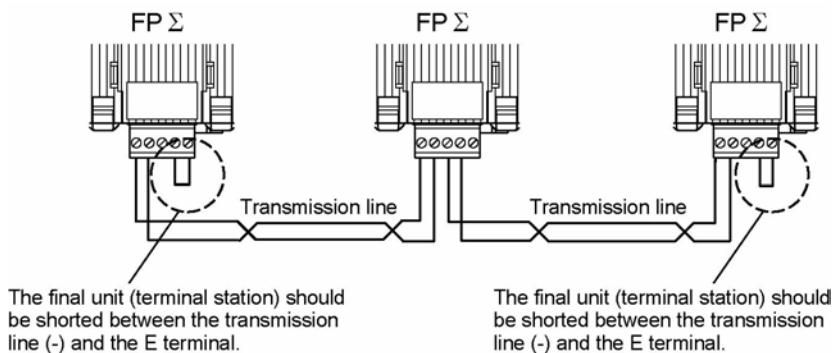 FP Σ
FP Σ
FP Σ
Transmission line
Transmission line
The final unit (terminal station) should
be shorted between the transmission
line (-) and the E terminal.
The final unit (terminal station) should
be shorted between the transmission
line (-) and the E terminal.